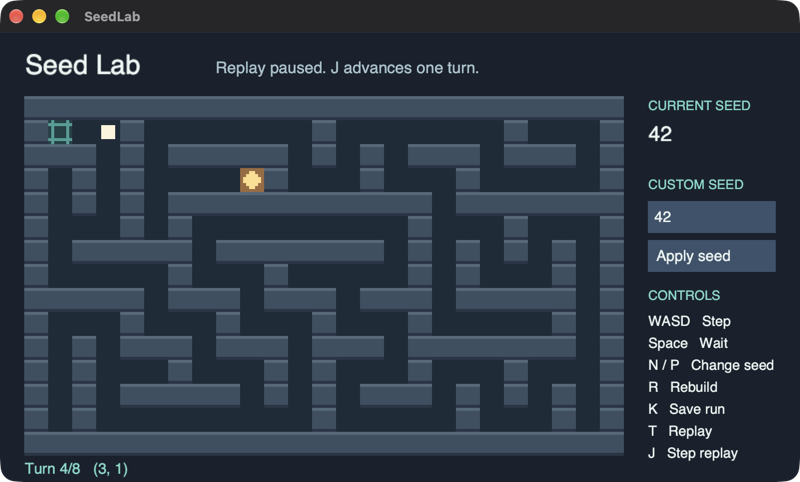 SeedLab
Seed Lab
Replay paused. J advances one turn.
CURRENT SEED
42
CUSTOM SEED
42
Apply seed
CONTROLS
WASD Step
Space Wait
N / P Change seed
R Rebuild
K Save run
T Replay
J Step replay
Turn 4/8 (3, 1)